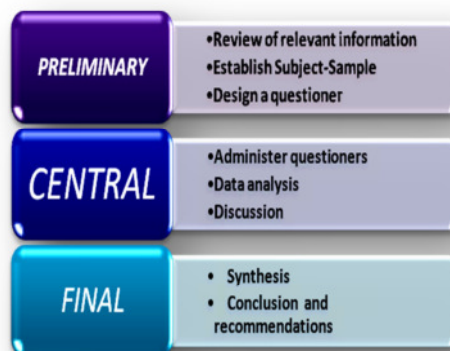 PRELIMINARY
•Review of relevant information
•Establish Subject-Sample
•Design a questioner
CENTRAL
•Administer questioners
•Data analysis
•Discussion
FINAL
• Synthesis
• Conclusion and
recommendations